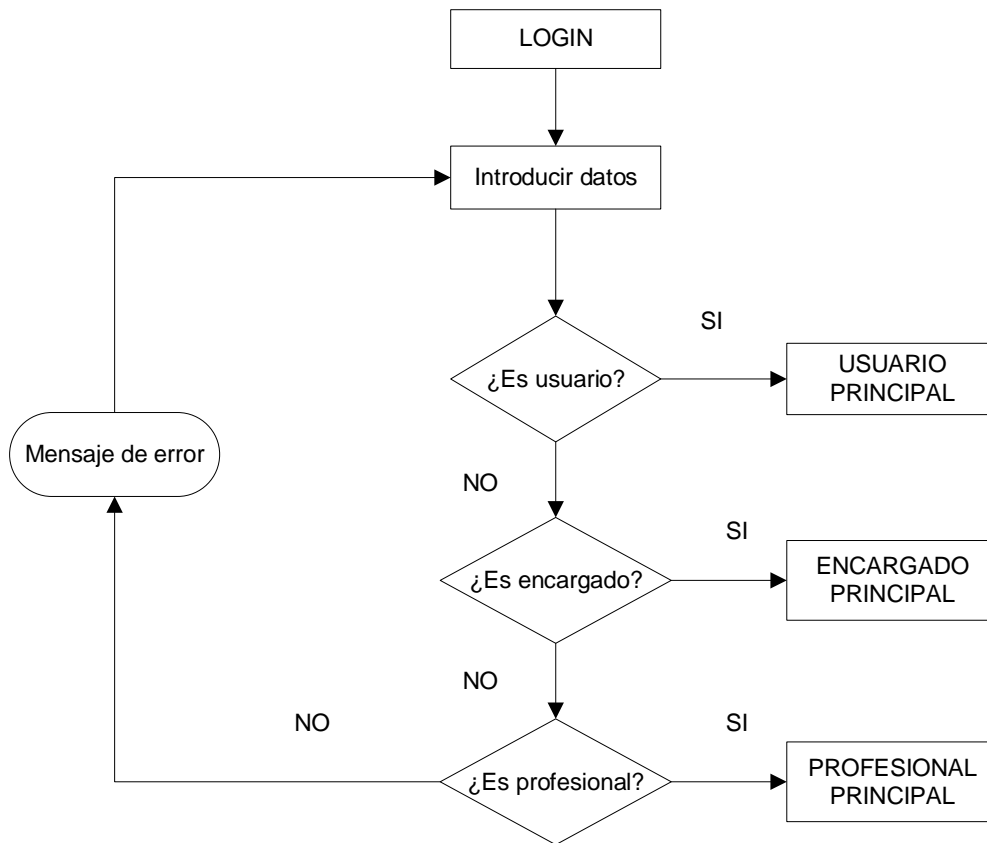 LOGIN
Introducir datos
SI
¿Es usuario?
USUARIO
PRINCIPAL
Mensaje de error
NO
SI
¿Es encargado?
ENCARGADO
PRINCIPAL
NO
NO
SI
¿Es profesional?
PROFESIONAL
PRINCIPAL